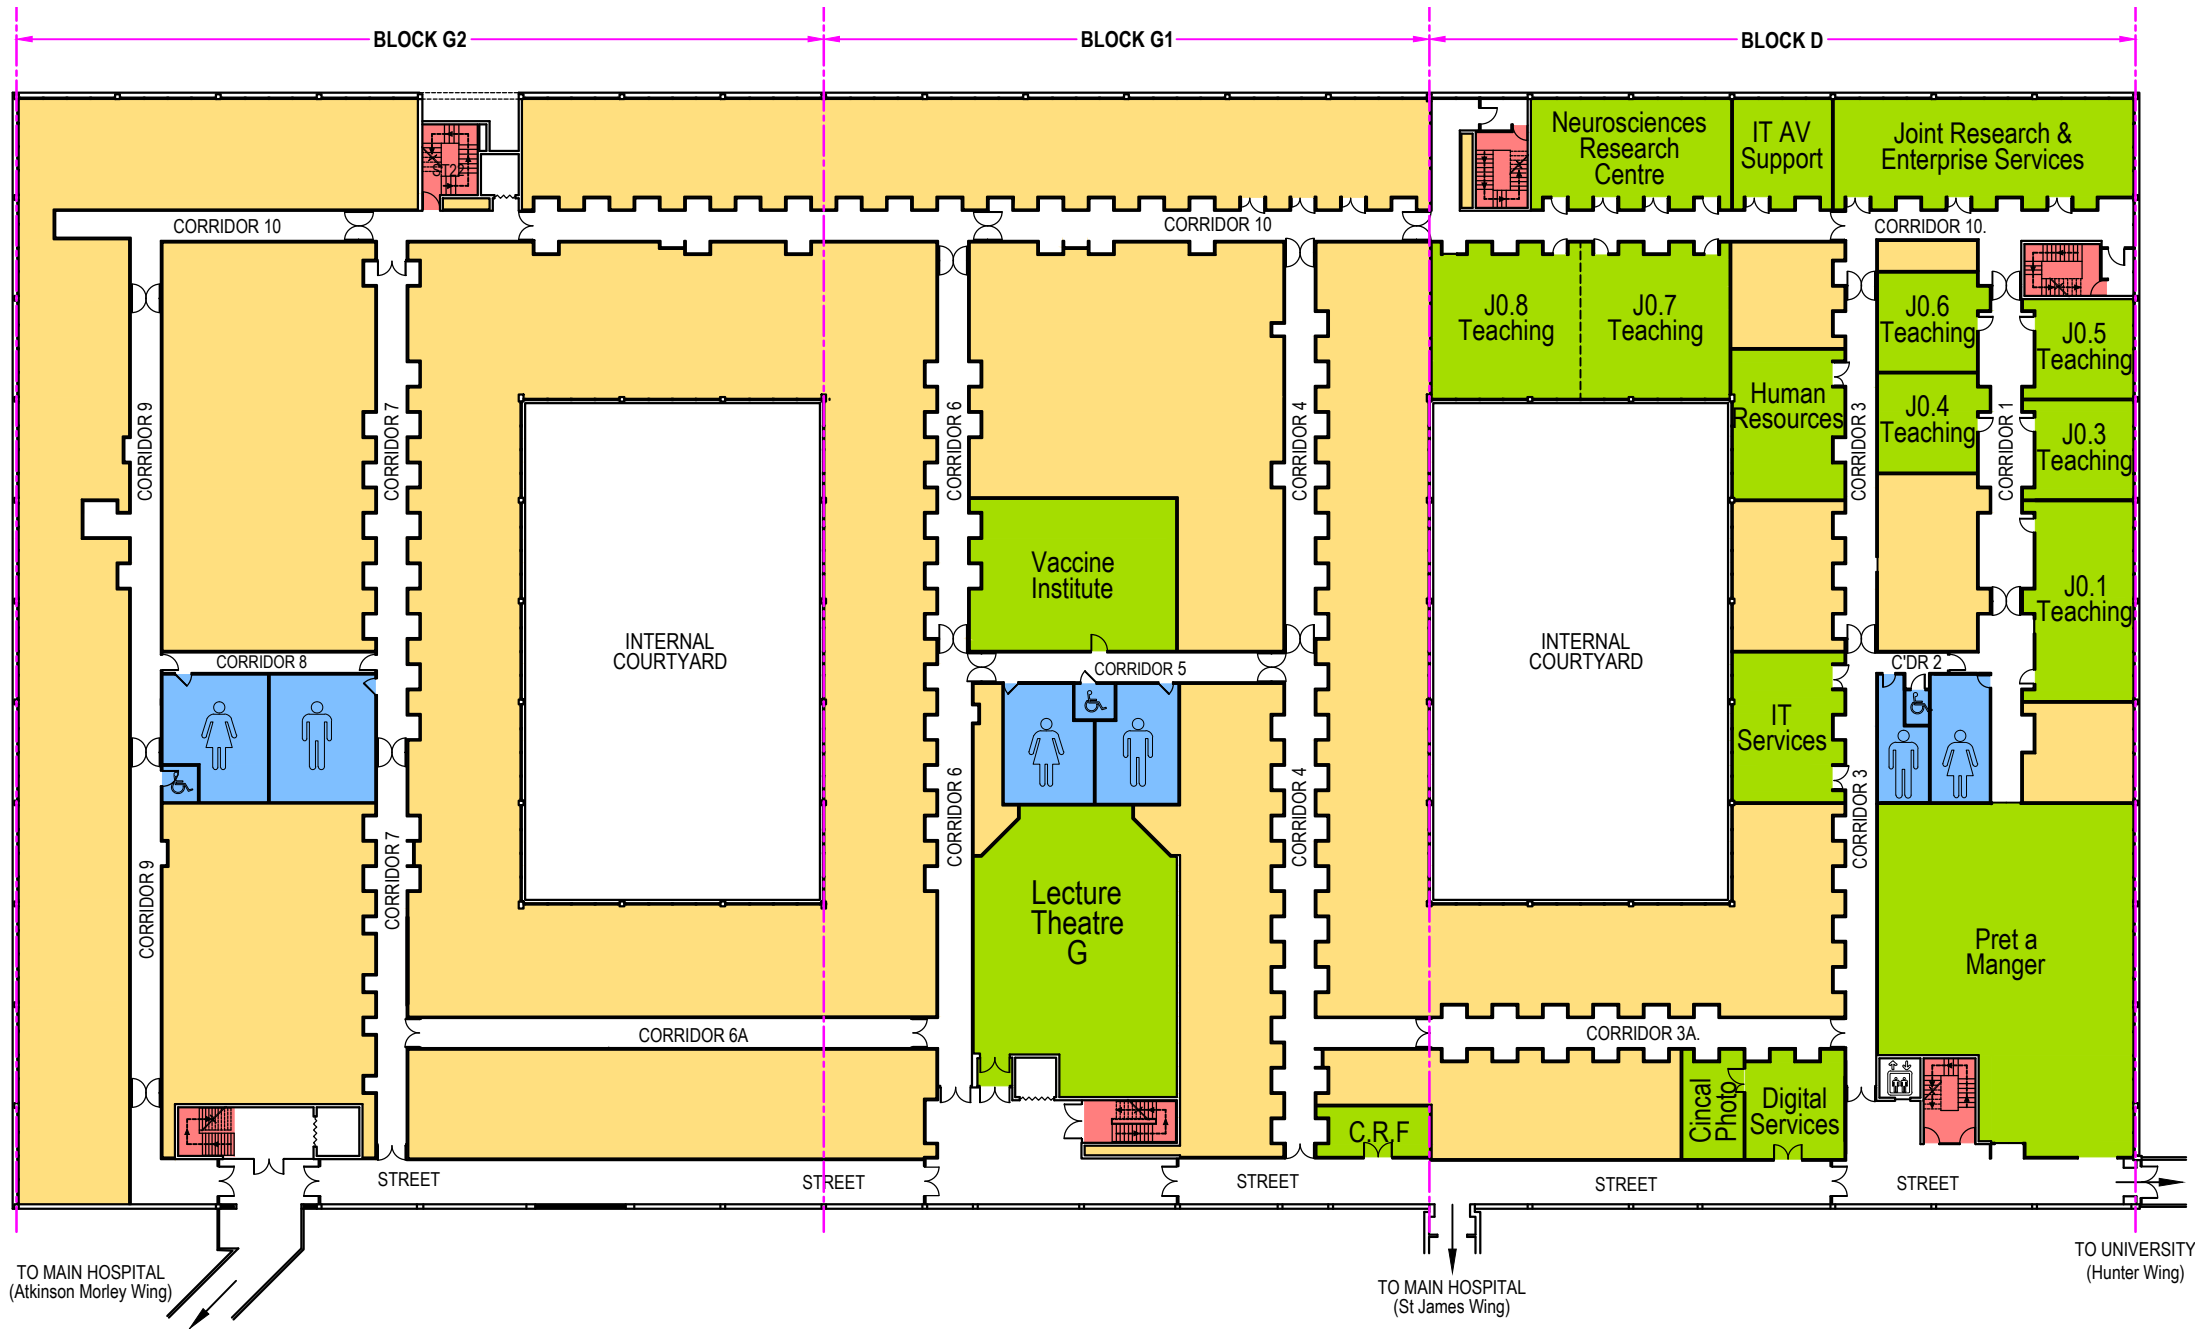 BLOCK G2
BLOCK G1
BLOCK D
ST22
Neurosciences
Research
Centre
IT AV
Support
Joint Research &
Enterprise Services
CORRIDOR 10
CORRIDOR 10
CORRIDOR 10.
J0.8
Teaching
J0.7
Teaching
J0.6
Teaching
J0.5
Teaching
Human
Resources
J0.4
Teaching
J0.3
Teaching
CORRIDOR 9
CORRIDOR 7
CORRIDOR 6
CORRIDOR 4
CORRIDOR 3
CORRIDOR 1
Vaccine
Institute
J0.1
Teaching
INTERNAL
COURTYARD
INTERNAL
COURTYARD
CORRIDOR 8
CORRIDOR 5
C'DR 2
IT
Services
CORRIDOR 9
CORRIDOR 7
CORRIDOR 6
CORRIDOR 4
CORRIDOR 3
Lecture
Theatre
G
Pret a
Manger
CORRIDOR 6A
CORRIDOR 3A.
C.R.F
Cincal
Photo
Digital
Services
STREET
STREET
STREET
STREET
STREET
TO MAIN HOSPITAL
(Atkinson Morley Wing)
TO MAIN HOSPITAL
(St James Wing)
TO UNIVERSITY
(Hunter Wing)